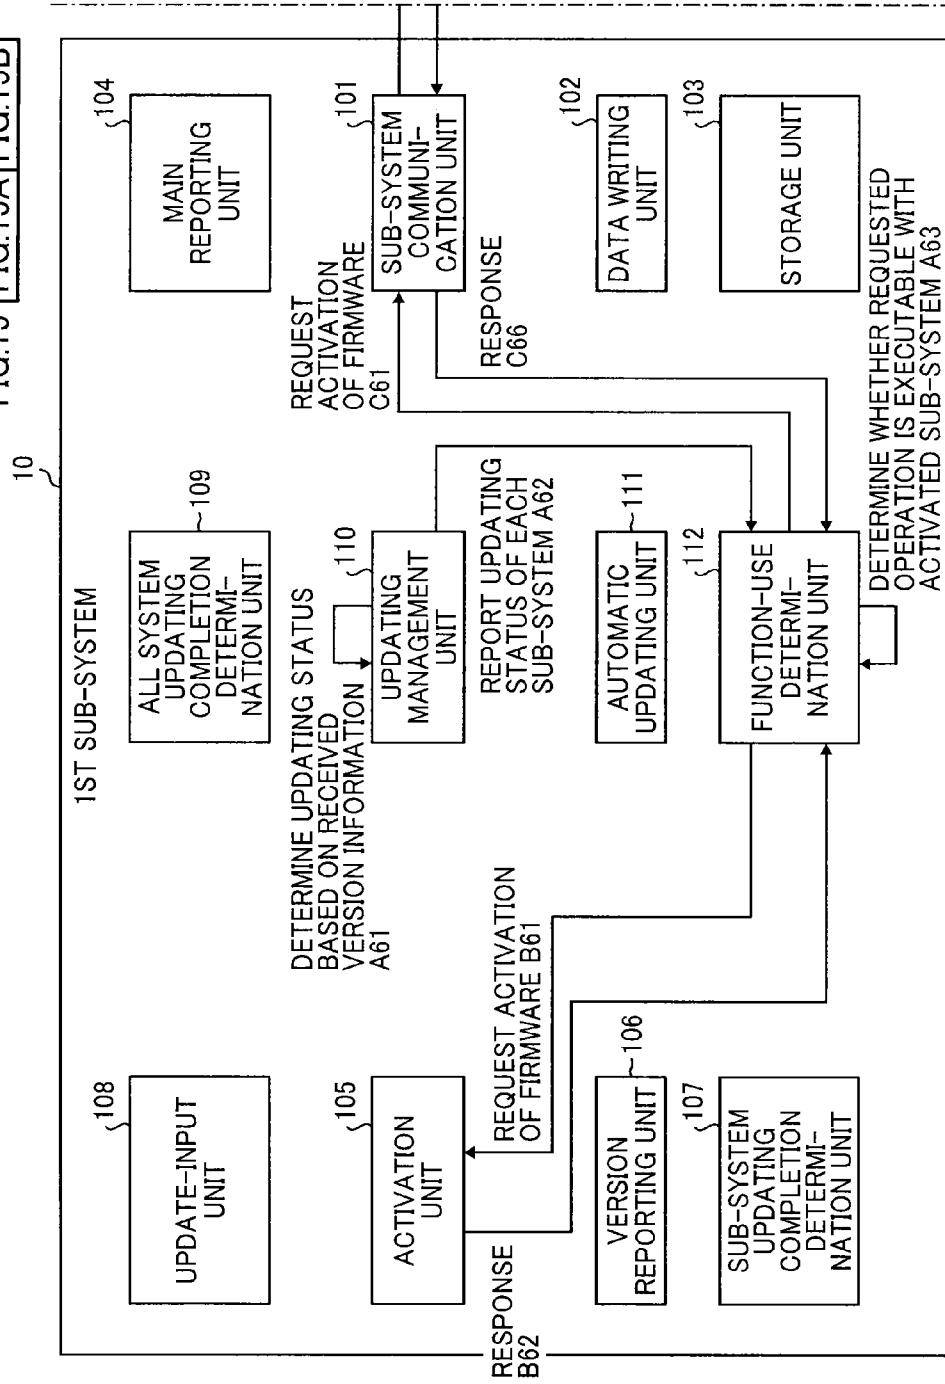 FIG.19
FIG.19A
FIG.19B
10
1ST SUB-SYSTEM
108
UPDATE-INPUT
UNIT
109
ALL SYSTEM
UPDATING
COMPLETION
DETERMI-
NATION UNIT
104
MAIN
REPORTING
UNIT
DETERMINE UPDATING STATUS
BASED ON RECEIVED
VERSION INFORMATION
A61
REQUEST
ACTIVATION
OF FIRMWARE
C61
105
ACTIVATION
UNIT
110
UPDATING
MANAGEMENT
UNIT
101
SUB-SYSTEM
COMMUNI-
CATION UNIT
RESPONSE
B62
REQUEST ACTIVATION
OF FIRMWARE B61
REPORT UPDATING
STATUS OF EACH
SUB-SYSTEM A62
RESPONSE
C66
106
VERSION
REPORTING UNIT
111
AUTOMATIC
UPDATING UNIT
102
DATA WRITING
UNIT
107
SUB-SYSTEM
UPDATING
COMPLETION
DETERMI-
NATION UNIT
112
FUNCTION-USE
DETERMI-
NATION UNIT
103
STORAGE UNIT
DETERMINE WHETHER REQUESTED
OPERATION IS EXECUTABLE WITH
ACTIVATED SUB-SYSTEM A63